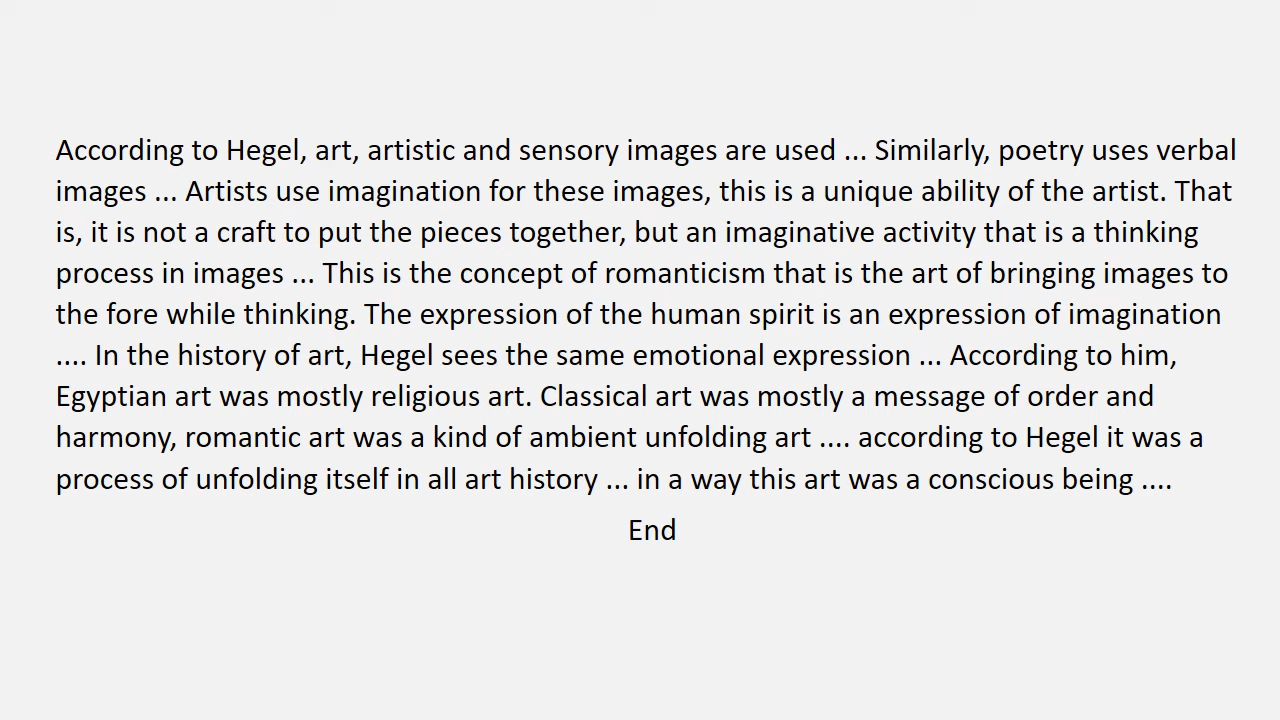 According to Hegel, art, artistic and sensory images are used ... Similarly, poetry uses verbal
images ... Artists use imagination for these images, this is a unique ability of the artist. That
is, it is not a craft to put the pieces together, but an imaginative activity that is a thinking
process in images ... This is the concept of romanticism that is the art of bringing images to
the fore while thinking. The expression of the human spirit is an expression of imagination
.... In the history of art, Hegel sees the same emotional expression ... According to him,
Egyptian art was mostly religious art. Classical art was mostly a message of order and
harmony, romantic art was a kind of ambient unfolding art .... according to Hegel it was a
process of unfolding itself in all art history ... in a way this art was a conscious being ....
End